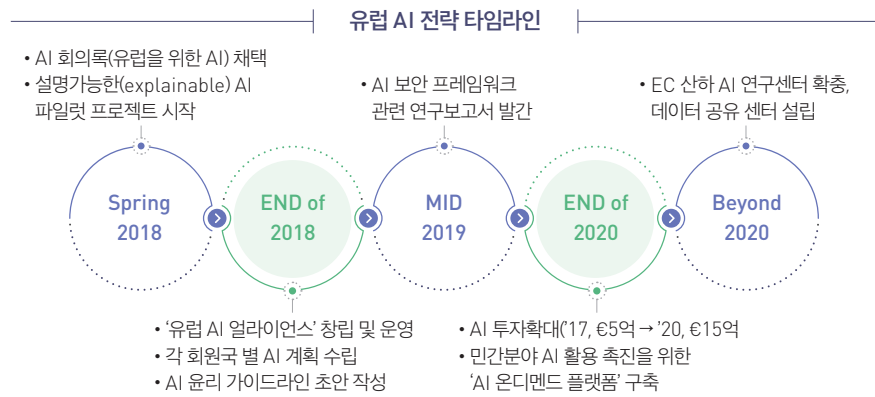 유럽 AI 전략 타임라인
• AI 회의록(유럽을 위한 AI) 채택
• 설명가능한(explainable) AI
파일럿 프로젝트 시작
• AI 보안 프레임워크
관련 연구보고서 발간
• EC 산하 AI 연구센터 확충,
데이터 공유 센터 설립
Spring
2018
END of
2018
MID
2019
END of
2020
Beyond
2020
• ‘유럽 AI 얼라이언스’ 창립 및 운영
• 각 회원국 별 AI 계획 수립
• AI 윤리 가이드라인 초안 작성
• AI 투자확대(’17, €5억 → ’20, €15억
• 민간분야 AI 활용 촉진을 위한
‘AI 온디멘드 플랫폼’ 구축